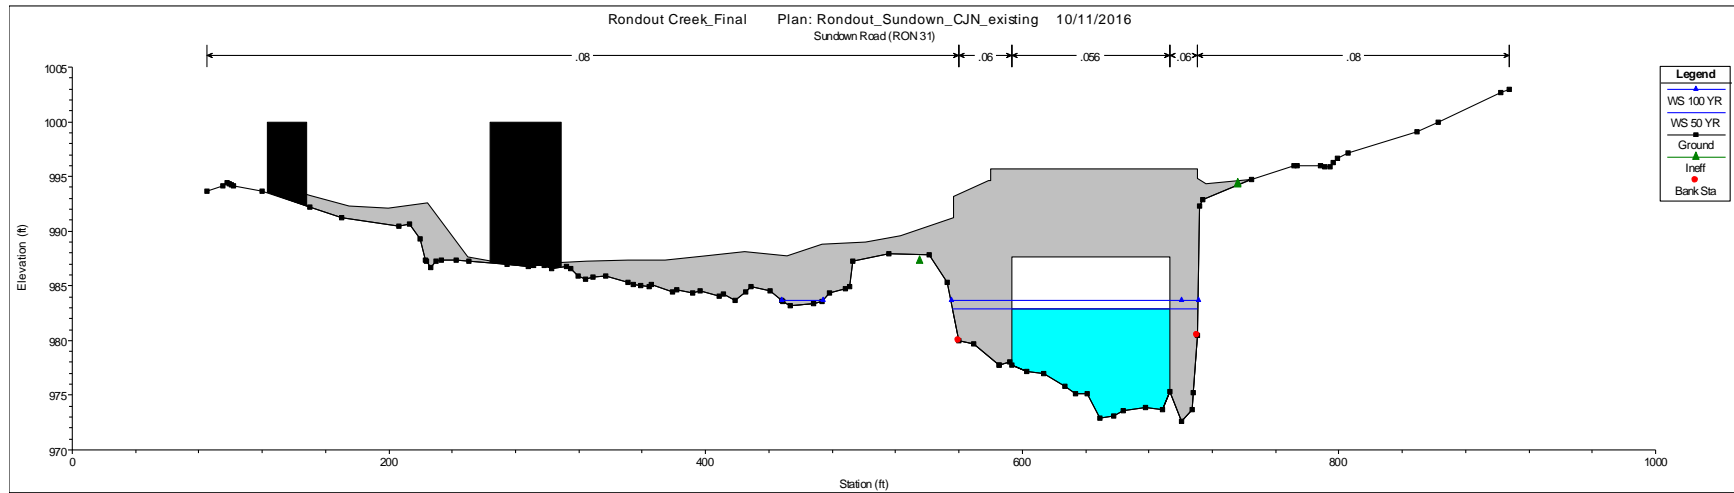 Rondout Creek_Final Plan: Rondout_Sundown_CJN_existing 10/11/2016
Sundown Road (RON 31)
.08 .06 .056 .06 .08
Legend
WS 100 YR
WS 50 YR
Ground
Ineff
Bank Sta
1005
1000
995
990
985
980
975
970
Elevation (ft)
0 200 400 600 800 1000
Station (ft)